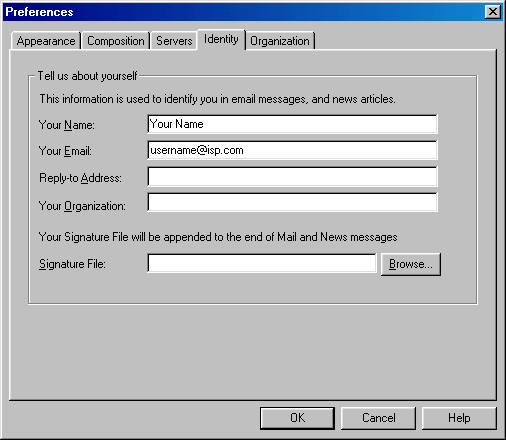 Preferences
Appearance Composition Servers Identity Organization
Tell us about yourself
This information is used to identify you in email messages, and news articles.
Your Name: Your Name
Your Email: username@isp.com
Reply-to Address:
Your Organization:
Your Signature File will be appended to the end of Mail and News messages
Signature File: Browse...
OK Cancel Help